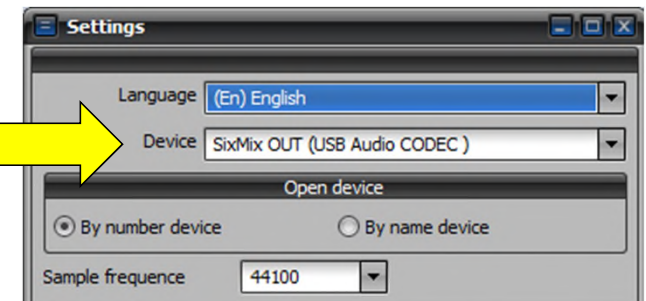 Settings
Language (En) English
Device SixMix OUT (USB Audio CODEC )
Open device
By number device By name device
Sample frequence 44100